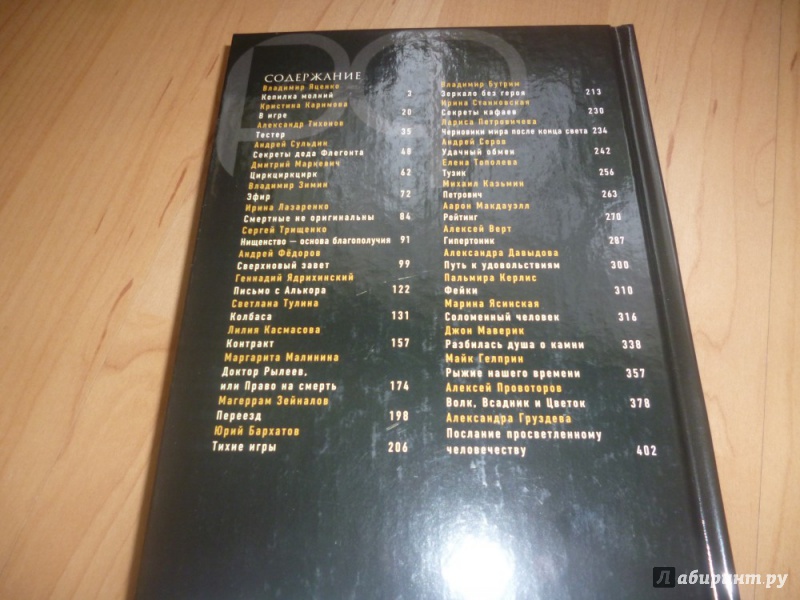 СОДЕРЖАНИЕ
Владимир Яценко
Копилка молний 3
Кристина Каримова
В игре 20
Александр Тихонов
Тестер 35
Андрей Сульдин
Секреты деда Флегонта 48
Дмитрий Маркевич
Циркциркцирк 62
Владимир Зимин
Эфир 72
Ирина Лазаренко
Смертные не оригинальны 84
Сергей Трищенко
Нищенство — основа благополучия 91
Андрей Фёдоров
Сверхновый завет 99
Геннадий Ядрихинский
Письмо с Алькора 122
Светлана Тулина
Колбаса 131
Лилия Касмасова
Контракт 157
Маргарита Малинина
Доктор Рылеев,
или Право на смерть 174
Магеррам Зейналов
Переезд 198
Юрий Бархатов
Тихие игры 206
Владимир Бутрим
Зеркало без героя 213
Ирина Станковская
Секреты кафаев 230
Лариса Петровичева
Черновики мира после конца света 234
Андрей Серов
Удачный обмен 242
Елена Тополева
Тузик 256
Михаил Казьмин
Петрович 263
Аарон Макдауэлл
Рейтинг 270
Алексей Верт
Гипертоник 287
Александра Давыдова
Путь к удовольствиям 300
Пальмира Керлис
Фейки 310
Марина Ясинская
Соломенный человек 316
Джон Маверик
Разбилась душа о камни 338
Майк Гелприн
Рыжие нашего времени 357
Алексей Провоторов
Волк, Всадник и Цветок 378
Александра Груздева
Послание просветленному
человечеству 402
Лабиринт.ру